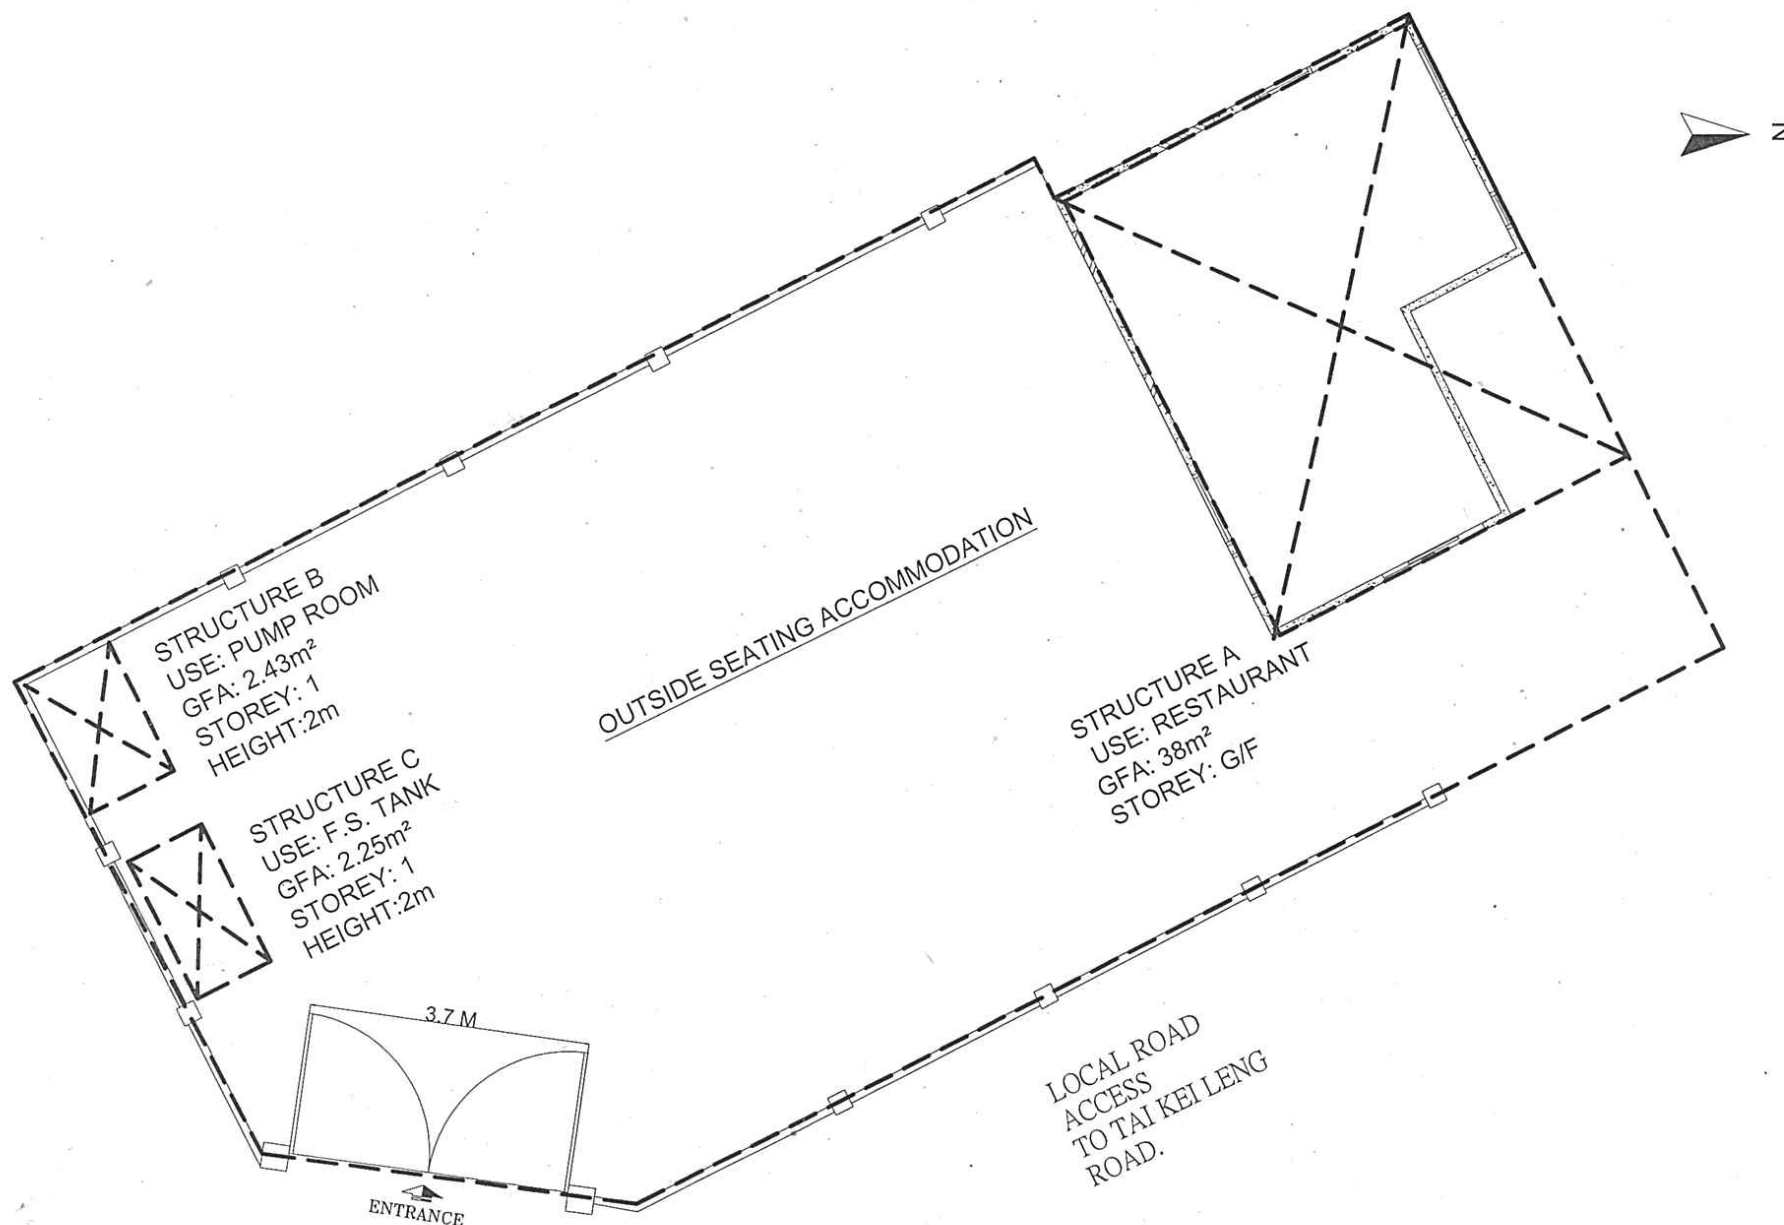 N
STRUCTURE B
USE: PUMP ROOM
GFA: 2.43m²
STOREY: 1
HEIGHT:2m
OUTSIDE SEATING ACCOMMODATION
STRUCTURE A
USE: RESTAURANT
GFA: 38m²
STOREY: G/F
STRUCTURE C
USE: F.S. TANK
GFA: 2.25m²
STOREY: 1
HEIGHT:2m
3.7 M
LOCAL ROAD
ACCESS
TO TAI KEI LENG
ROAD.
ENTRANCE